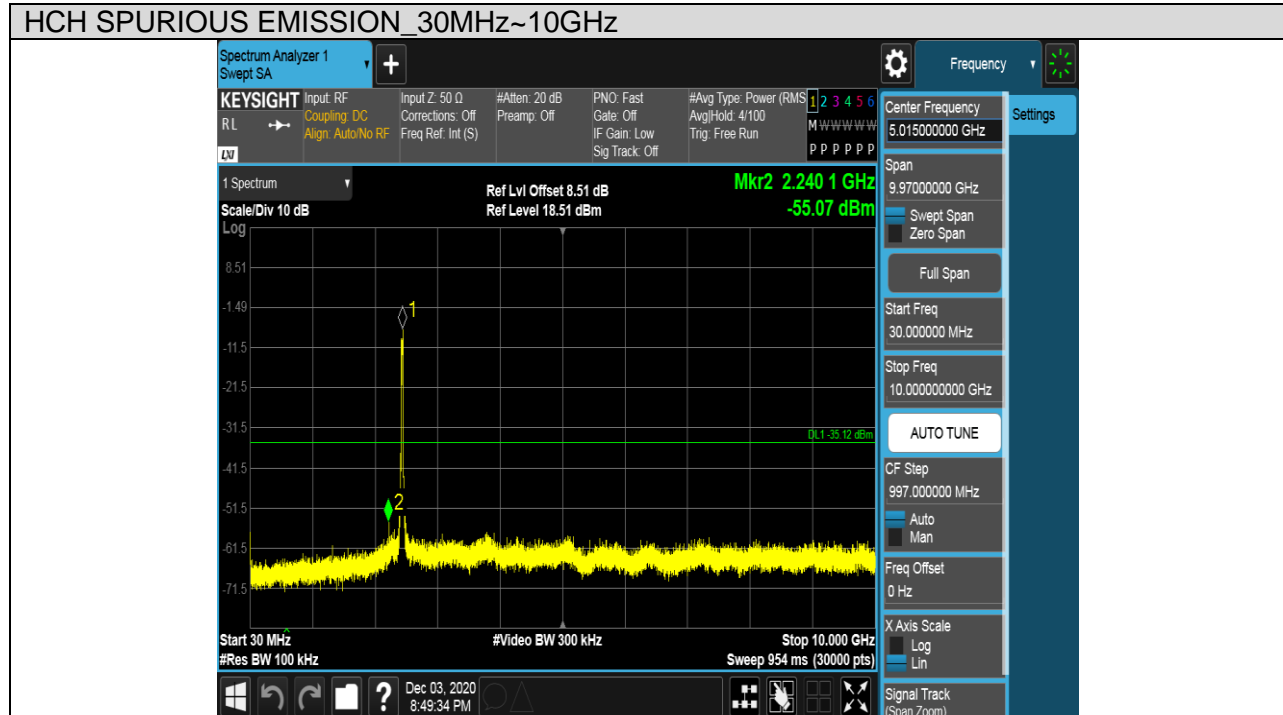 HCH SPURIOUS EMISSION_30MHz~10GHz
Spectrum Analyzer 1
Swept SA
+
Frequency
KEYSIGHT
RL
LXI
Input: RF
Coupling: DC
Align: Auto/No RF
Input Z: 50 Ω
Corrections: Off
Freq Ref: Int (S)
#Atten: 20 dB
Preamp: Off
PNO: Fast
Gate: Off
IF Gain: Low
Sig Track: Off
#Avg Type: Power (RMS
Avg|Hold: 4/100
Trig: Free Run
1 2 3 4 5 6
M W W W W W
P P P P P P
1 Spectrum
Scale/Div 10 dB
Log
Ref Lvl Offset 8.51 dB
Ref Level 18.51 dBm
Mkr2 2.240 1 GHz
-55.07 dBm
8.51
-1.49
-11.5
-21.5
-31.5
-41.5
-51.5
-61.5
-71.5
1
2
DL1 -35.12 dBm
Start 30 MHz
#Res BW 100 kHz
#Video BW 300 kHz
Stop 10.000 GHz
Sweep 954 ms (30000 pts)
Center Frequency
5.015000000 GHz
Settings
Span
9.97000000 GHz
Swept Span
Zero Span
Full Span
Start Freq
30.000000 MHz
Stop Freq
10.000000000 GHz
AUTO TUNE
CF Step
997.000000 MHz
Auto
Man
Freq Offset
0 Hz
X Axis Scale
Log
Lin
Signal Track
(Span Zoom)
?
Dec 03, 2020
8:49:34 PM